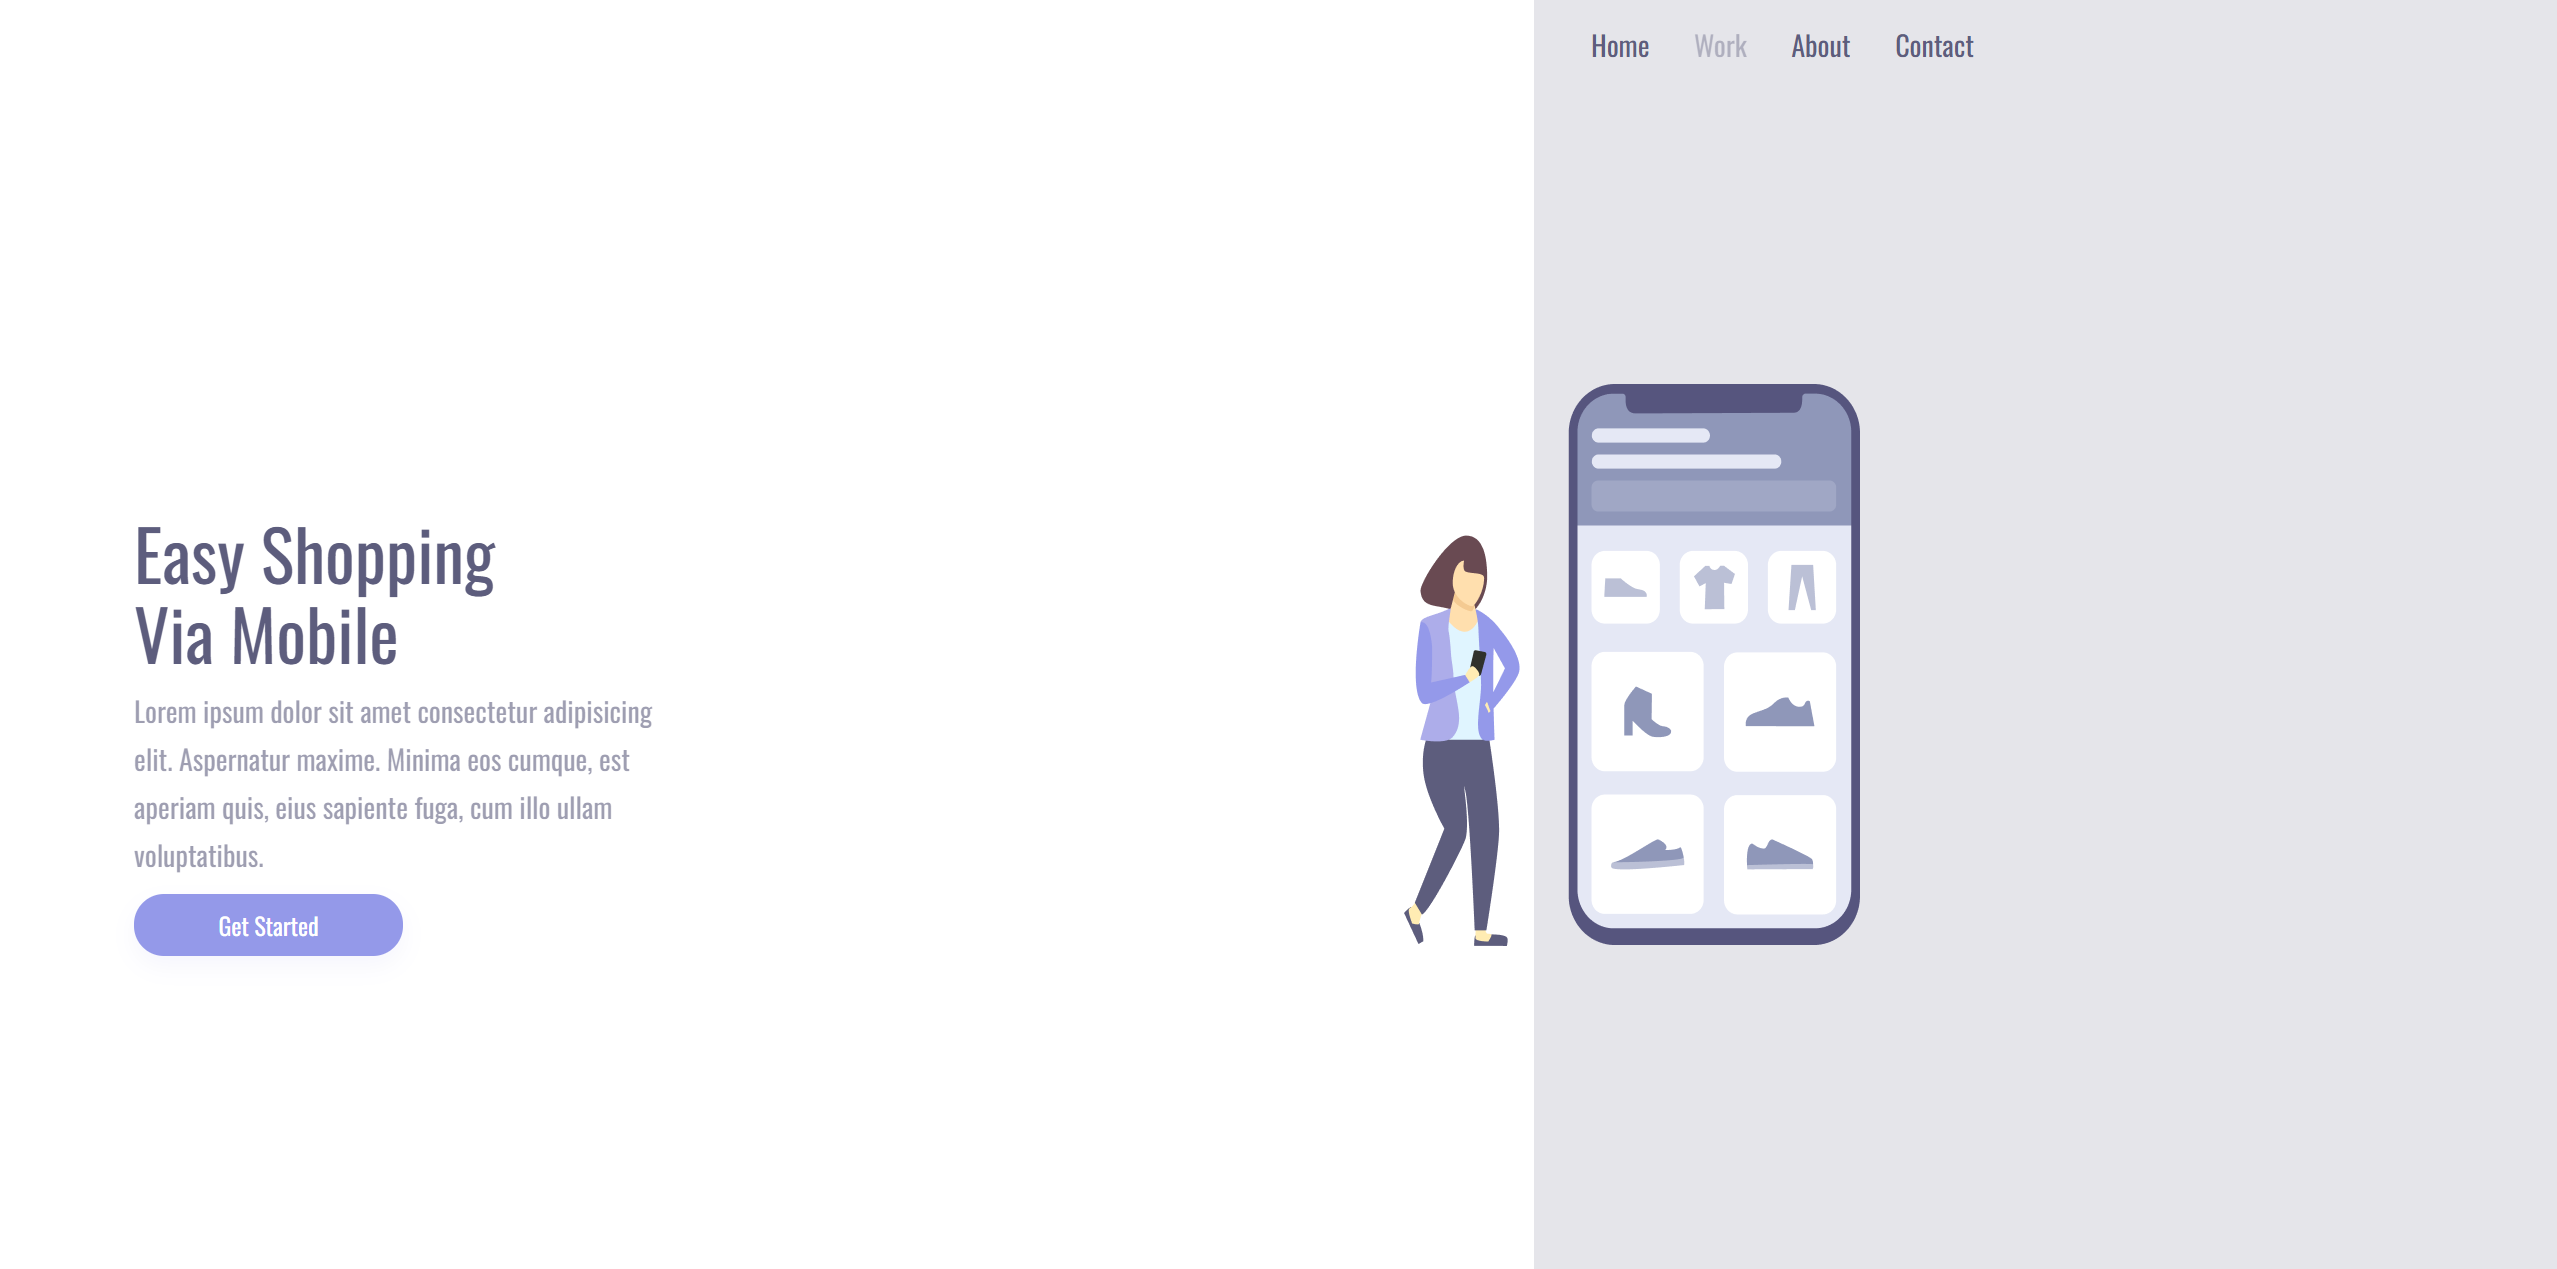 Home Work About Contact
Easy Shopping
Via Mobile
Lorem ipsum dolor sit amet consectetur adipisicing
elit. Aspernatur maxime. Minima eos cumque, est
aperiam quis, eius sapiente fuga, cum illo ullam
voluptatibus.
Get Started